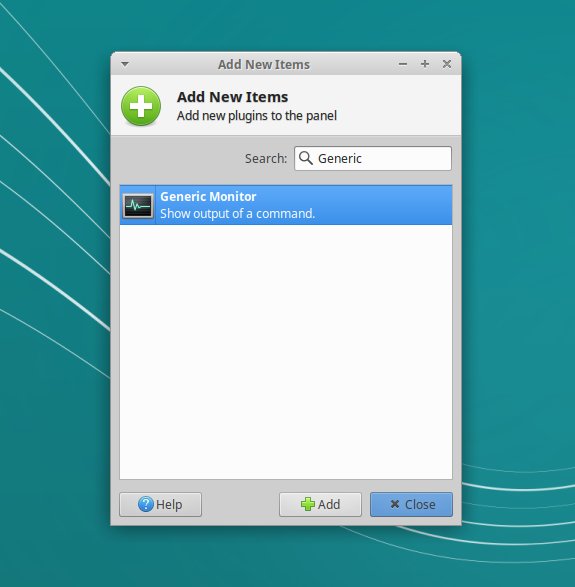 Add New Items
Add New Items
Add new plugins to the panel
Search: Generic
Generic Monitor
Show output of a command.
Help Add Close